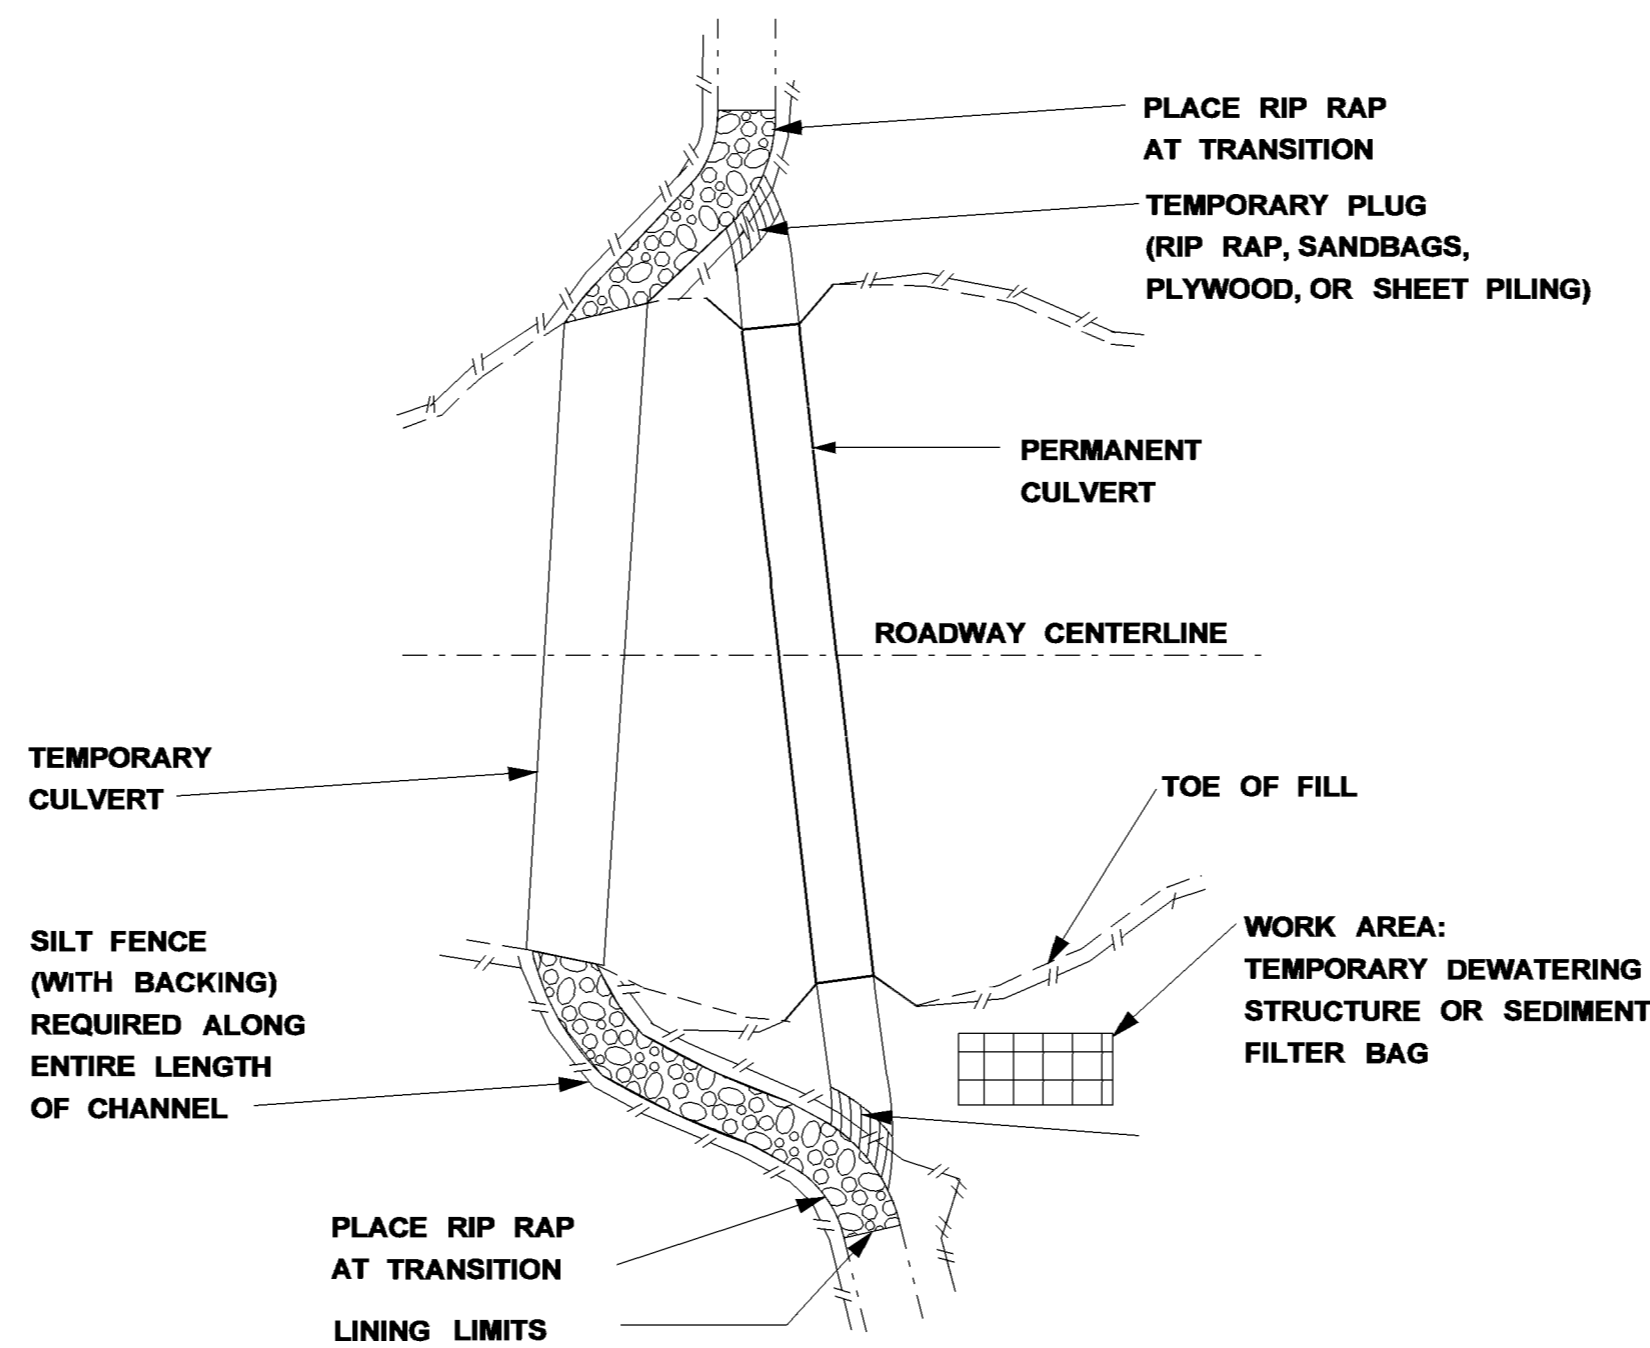 PLACE RIP RAP
AT TRANSITION
TEMPORARY PLUG
(RIP RAP, SANDBAGS,
PLYWOOD, OR SHEET PILING)
PERMANENT
CULVERT
ROADWAY CENTERLINE
TEMPORARY
CULVERT
TOE OF FILL
SILT FENCE
(WITH BACKING)
REQUIRED ALONG
ENTIRE LENGTH
OF CHANNEL
WORK AREA:
TEMPORARY DEWATERING
STRUCTURE OR SEDIMENT
FILTER BAG
PLACE RIP RAP
AT TRANSITION
LINING LIMITS